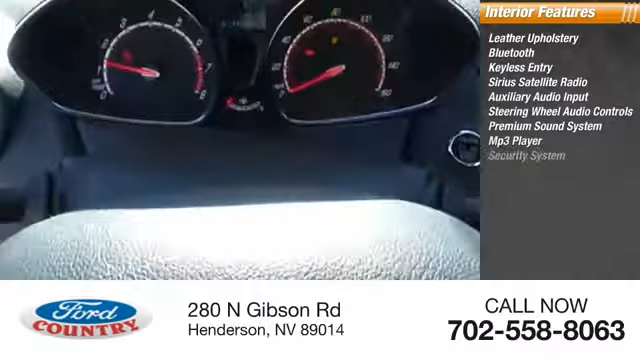 Interior Features
Leather Upholstery
Bluetooth
Keyless Entry
Sirius Satellite Radio
Auxiliary Audio Input
Steering Wheel Audio Controls
Premium Sound System
Mp3 Player
Security System
Ford
COUNTRY
280 N Gibson Rd
Henderson, NV 89014
CALL NOW
702-558-8063